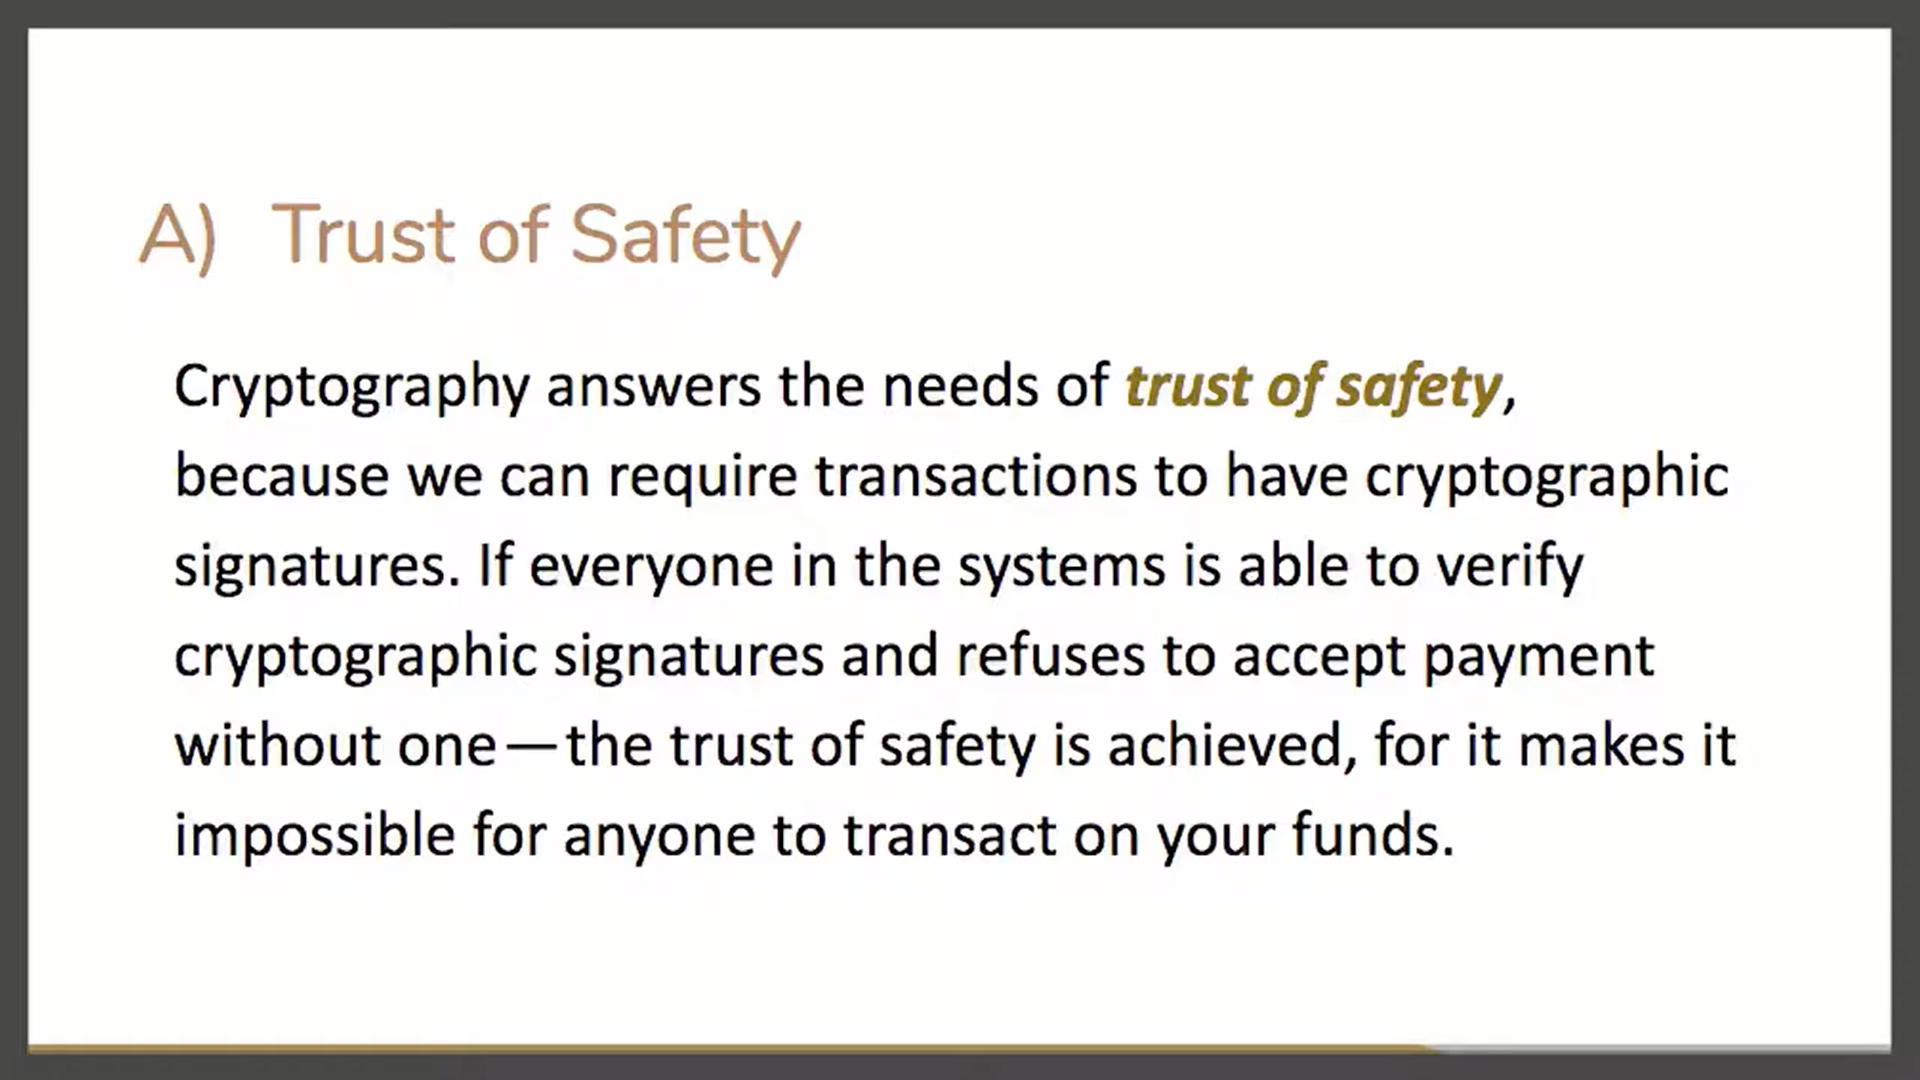 A) Trust of Safety
Cryptography answers the needs of trust of safety,
because we can require transactions to have cryptographic
signatures. If everyone in the systems is able to verify
cryptographic signatures and refuses to accept payment
without one—the trust of safety is achieved, for it makes it
impossible for anyone to transact on your funds.